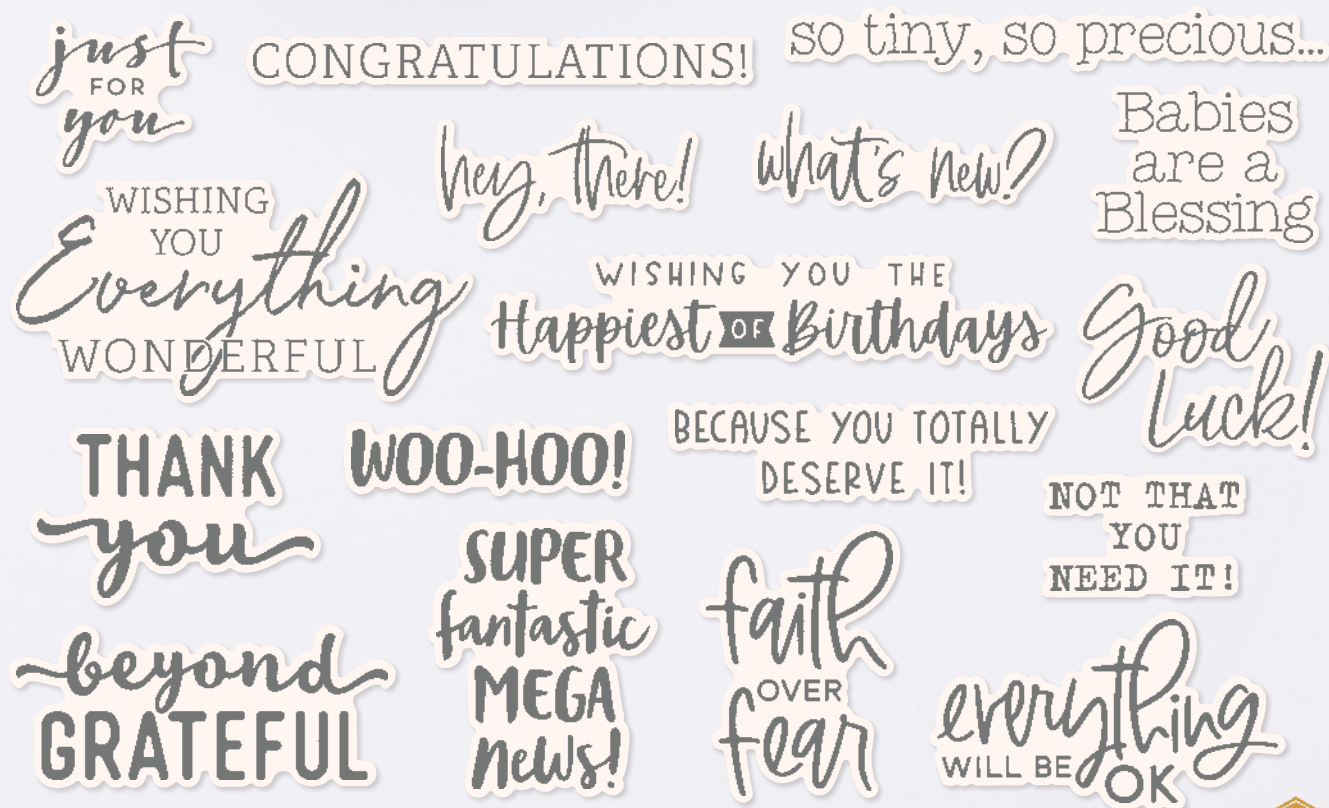 just
FOR
you
CONGRATULATIONS!
so tiny, so precious...
hey, there!
what's new?
Babies
are a
Blessing
WISHING
YOU
Everything
WONDERFUL
WISHING YOU THE
Happiest OF Birthdays
Good
Luck!
THANK
you
WOO-HOO!
BECAUSE YOU TOTALLY
DESERVE IT!
NOT THAT
YOU
NEED IT!
beyond
GRATEFUL
SUPER
fantastic
MEGA
news!
faith
OVER
fear
everything
WILL BE OK